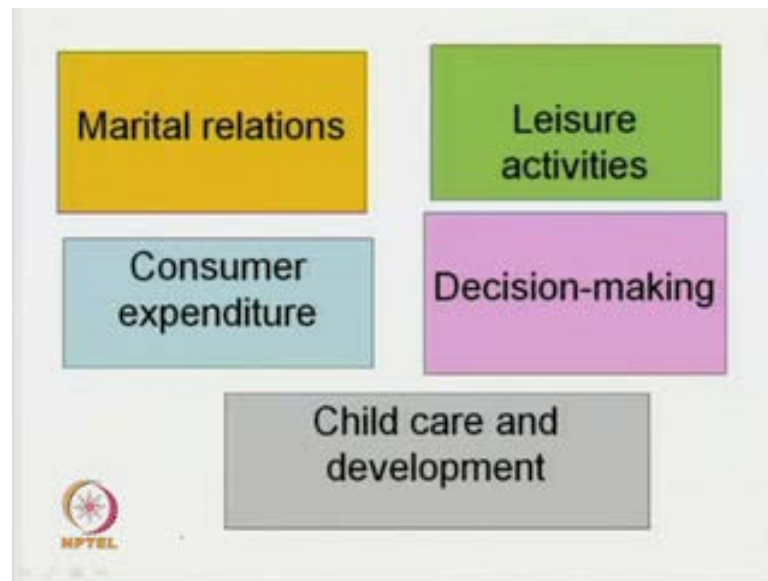 Marital relations
Leisure
activities
Consumer
expenditure
Decision-making
Child care and
development
NPTEL